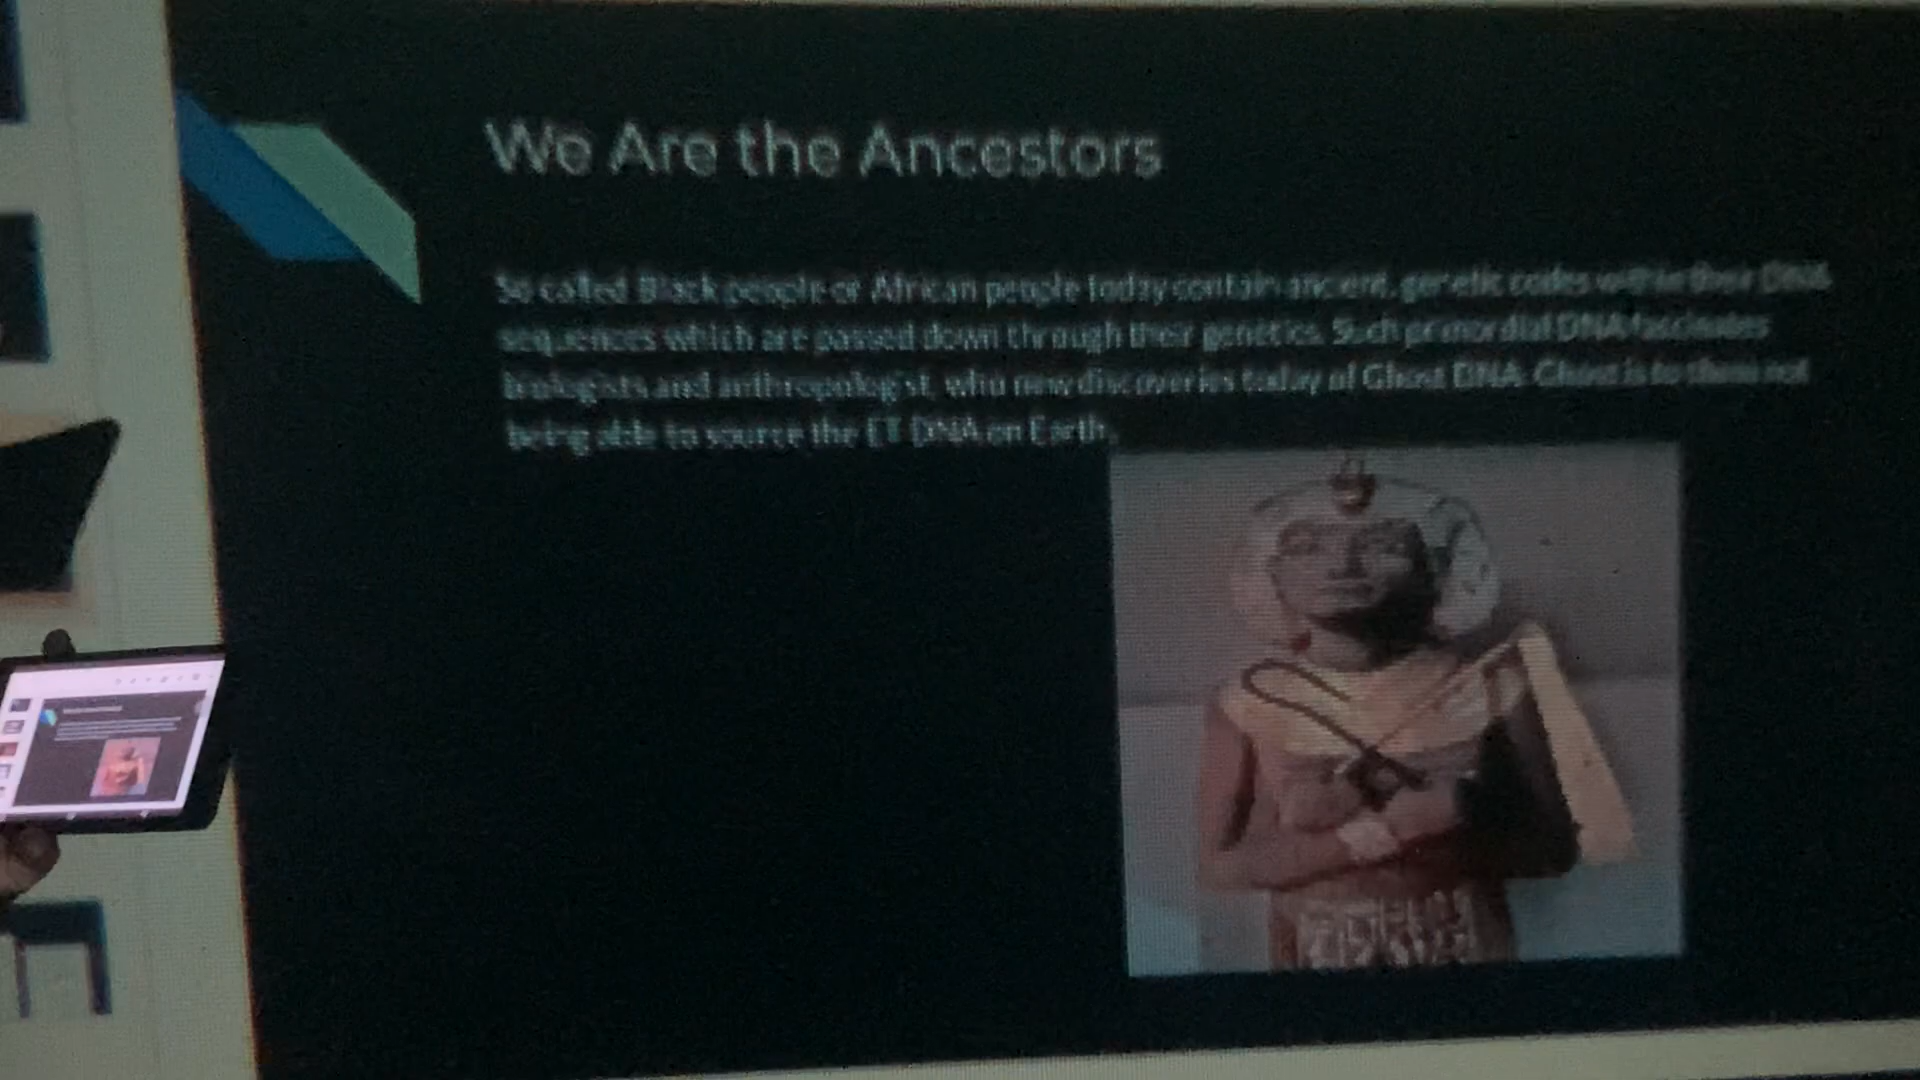 We Are the Ancestors
So called Black people or African people today contain ancient, genetic codes within their DNA
sequences which are passed down through their genetics. Such primordial DNA fascinates
biologists and anthropologist, who new discoveries today of Ghost DNA. Ghost is to them not
being able to source the ET DNA on Earth.